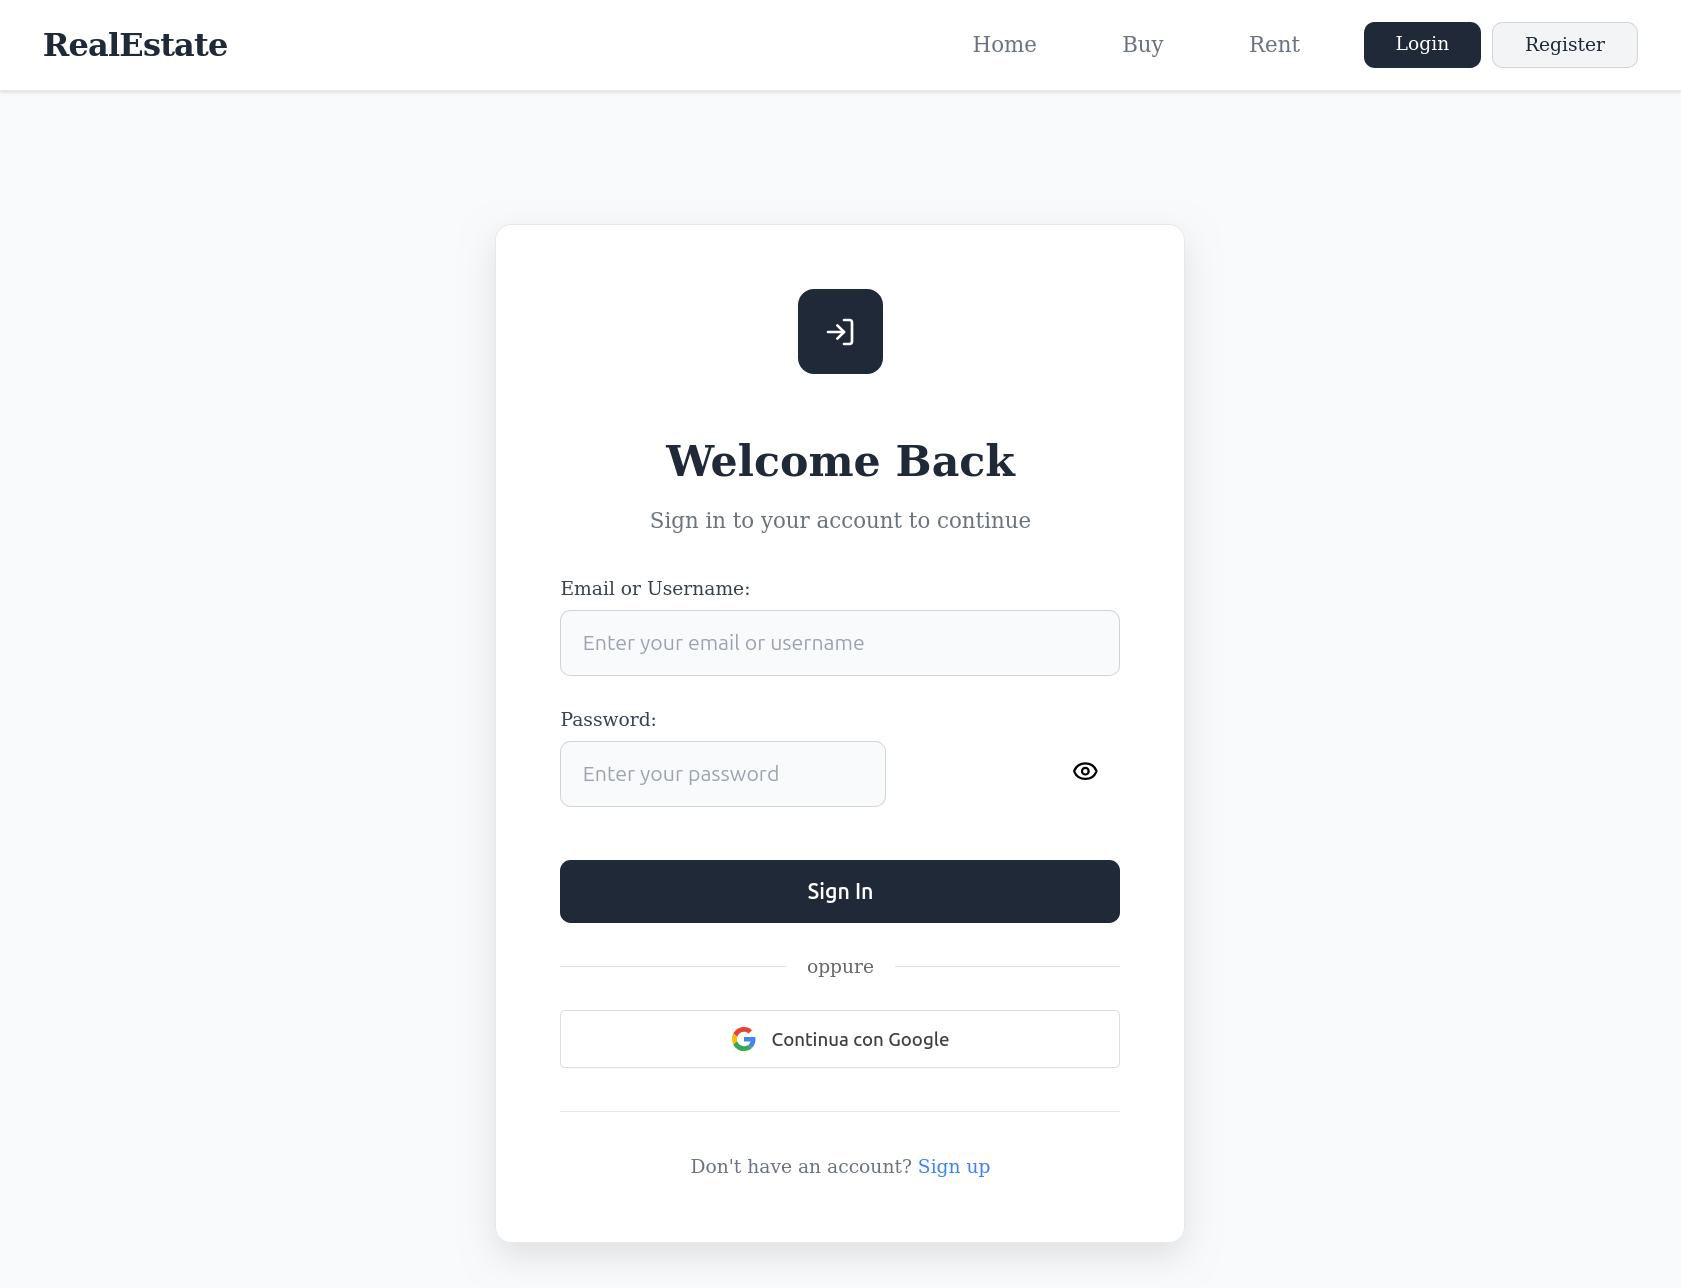 RealEstate
Home
Buy
Rent
Login
Register
Welcome Back
Sign in to your account to continue
Email or Username:
Enter your email or username
Password:
Enter your password
Sign In
oppure
Continua con Google
Don't have an account? Sign up